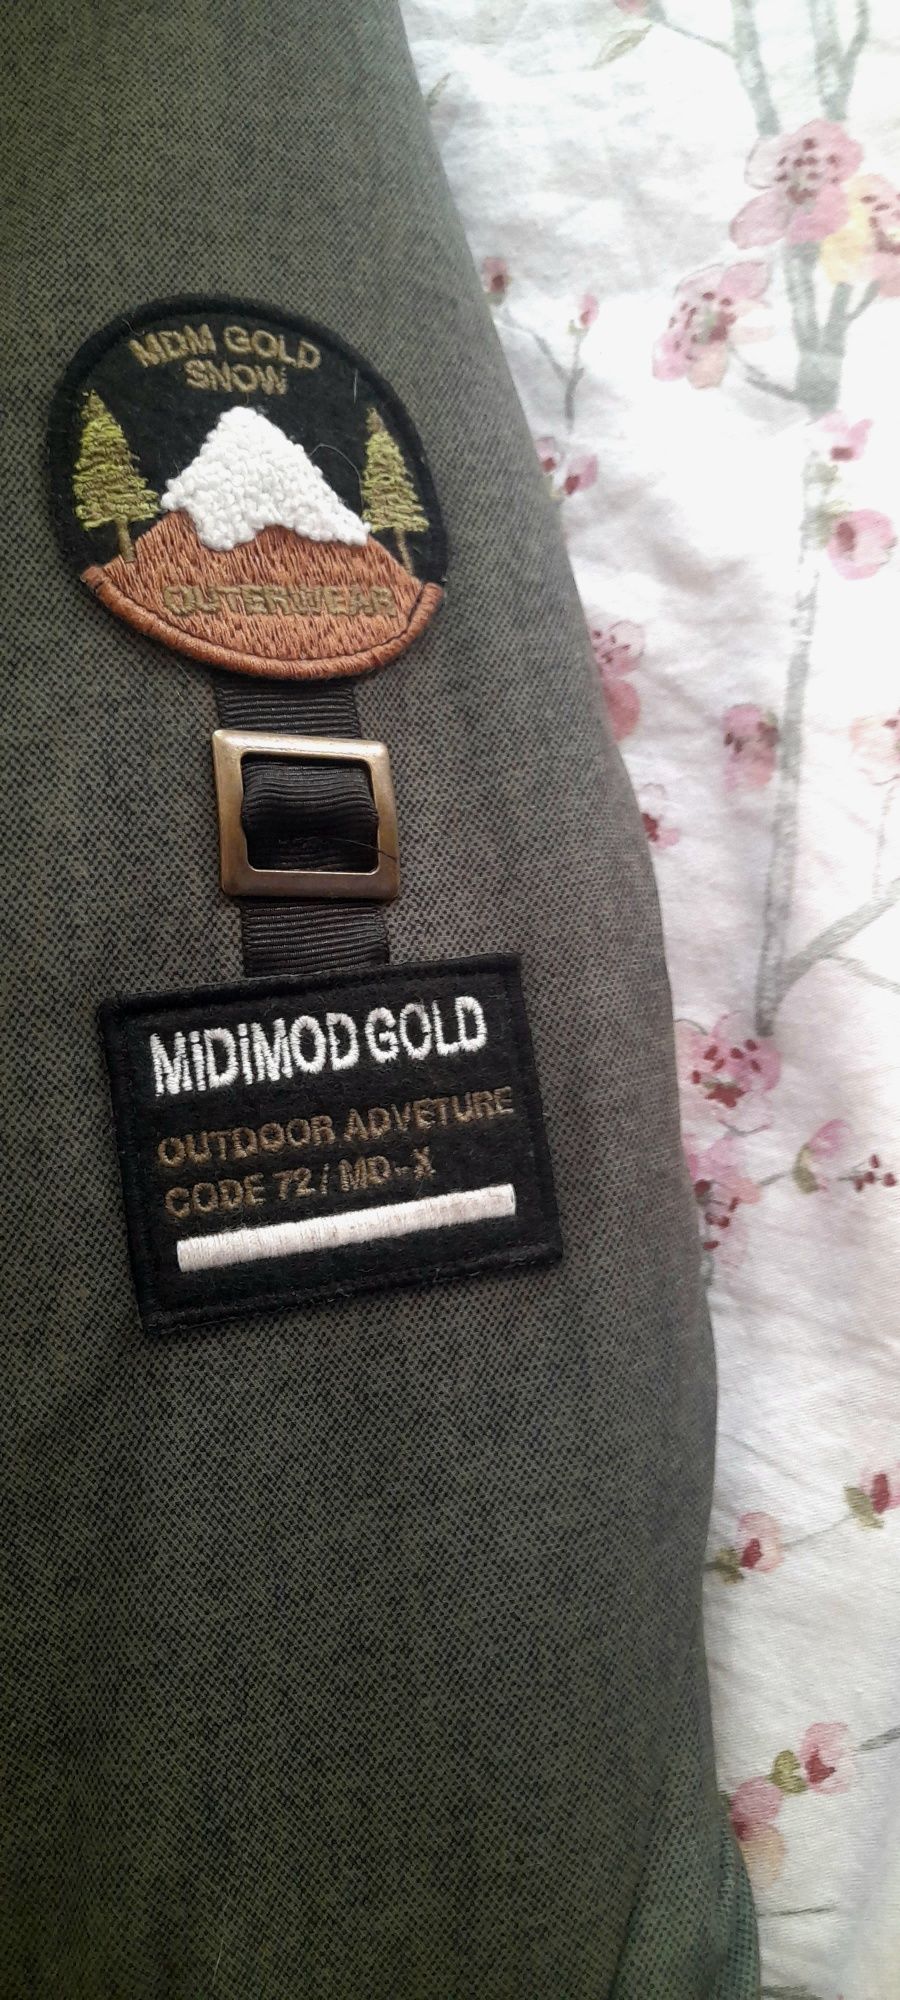 MDM GOLD
SNOW
OUTERWEAR
MiDiMOD GOLD
OUTDOOR ADVETURE
CODE 72 / MD-X